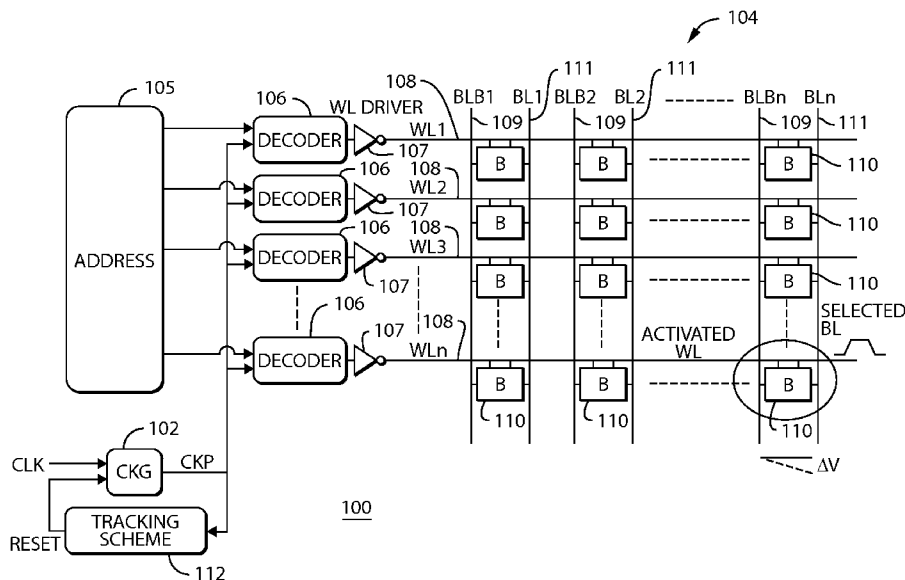 104
105
111
111
106
WL DRIVER
108
BLB1
BL1
BLB2
BL2
BLBn
BLn
DECODER
WL1
109
109
109
111
107
B
B
B
110
106
108
DECODER
WL2
107
B
B
B
110
106
108
ADDRESS
DECODER
WL3
107
B
B
B
110
106
107
108
SELECTED
BL
DECODER
WLn
ACTIVATED
WL
B
B
B
110
110
110
102
CLK
CKG
CKP
ΔV
100
RESET
TRACKING
SCHEME
112